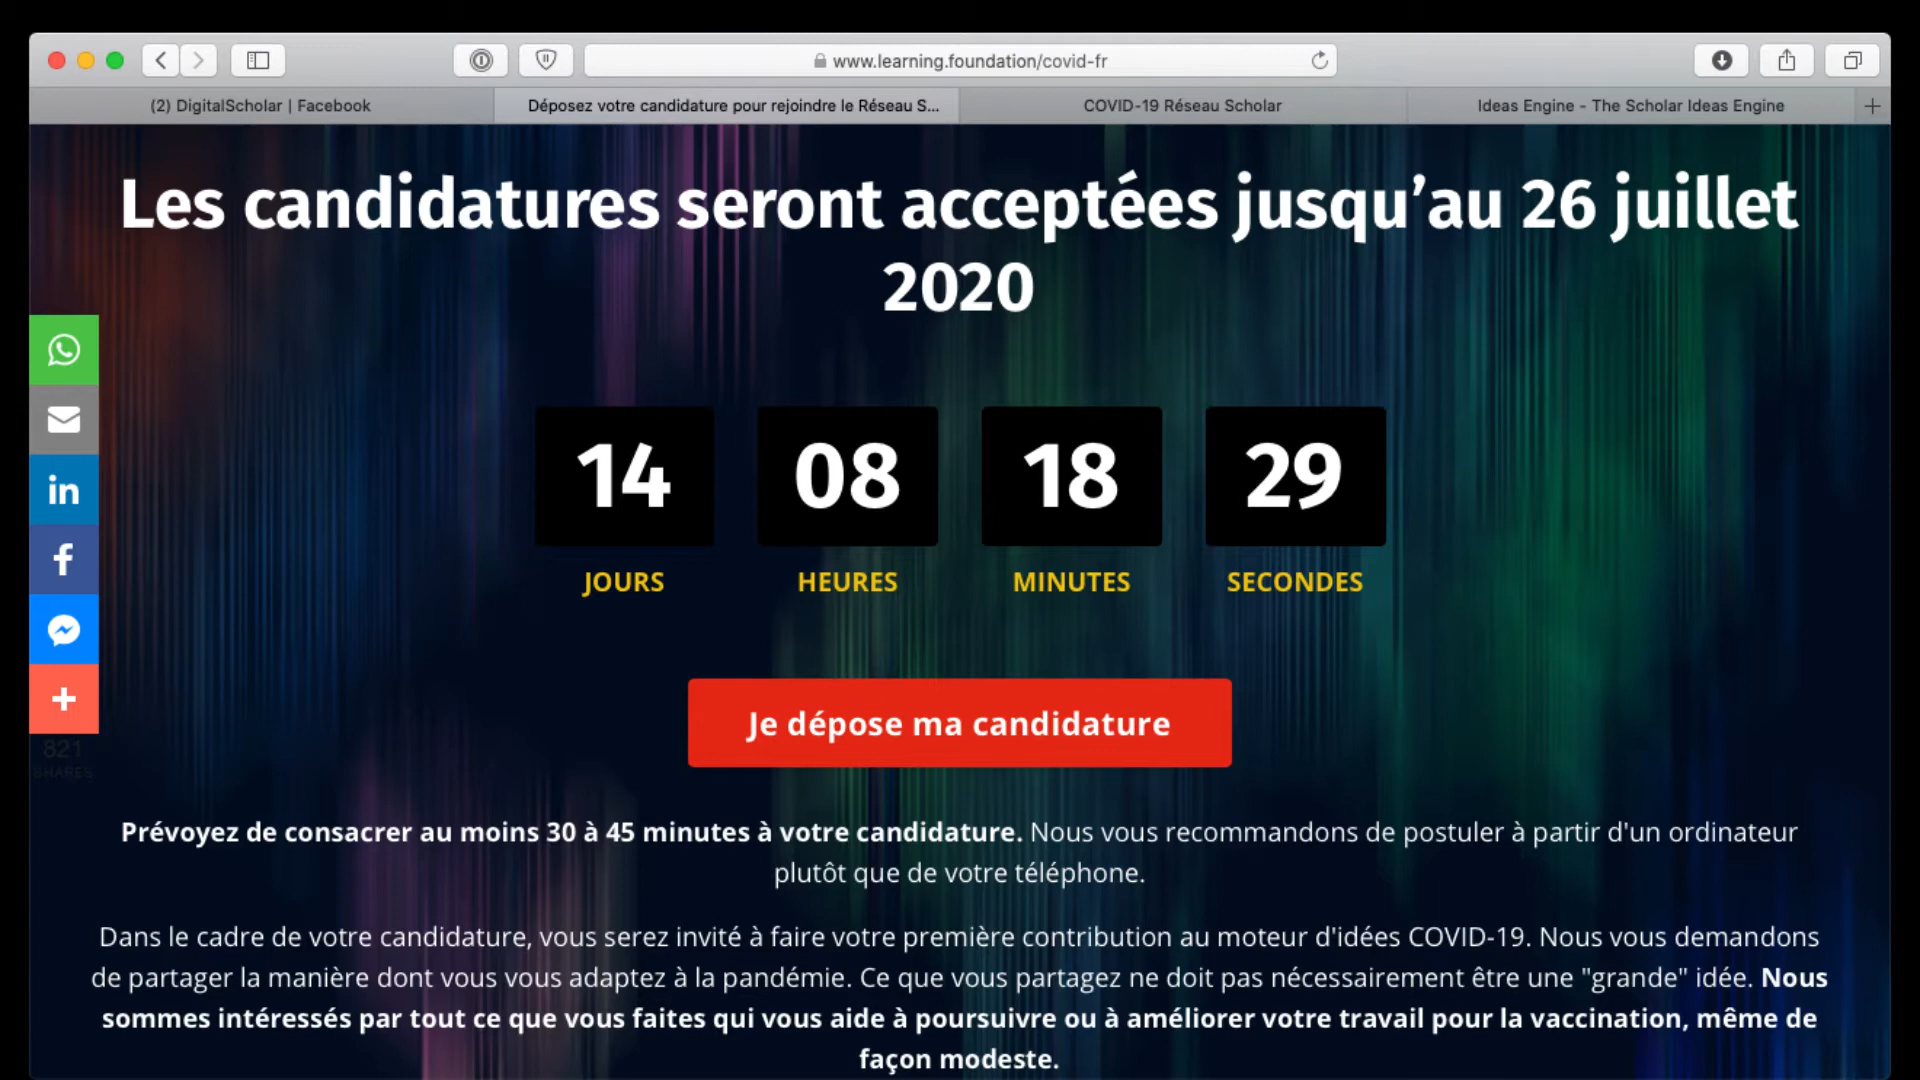 www.learning.foundation/covid-fr
(2) DigitalScholar | Facebook
Déposez votre candidature pour rejoindre le Réseau S...
COVID-19 Réseau Scholar
Ideas Engine - The Scholar Ideas Engine
Les candidatures seront acceptées jusqu’au 26 juillet
2020
14
08
18
29
JOURS
HEURES
MINUTES
SECONDES
in
f
821
SHARES
Je dépose ma candidature
Prévoyez de consacrer au moins 30 à 45 minutes à votre candidature. Nous vous recommandons de postuler à partir d'un ordinateur
plutôt que de votre téléphone.
Dans le cadre de votre candidature, vous serez invité à faire votre première contribution au moteur d'idées COVID-19. Nous vous demandons
de partager la manière dont vous vous adaptez à la pandémie. Ce que vous partagez ne doit pas nécessairement être une "grande" idée. Nous
sommes intéressés par tout ce que vous faites qui vous aide à poursuivre ou à améliorer votre travail pour la vaccination, même de
façon modeste.